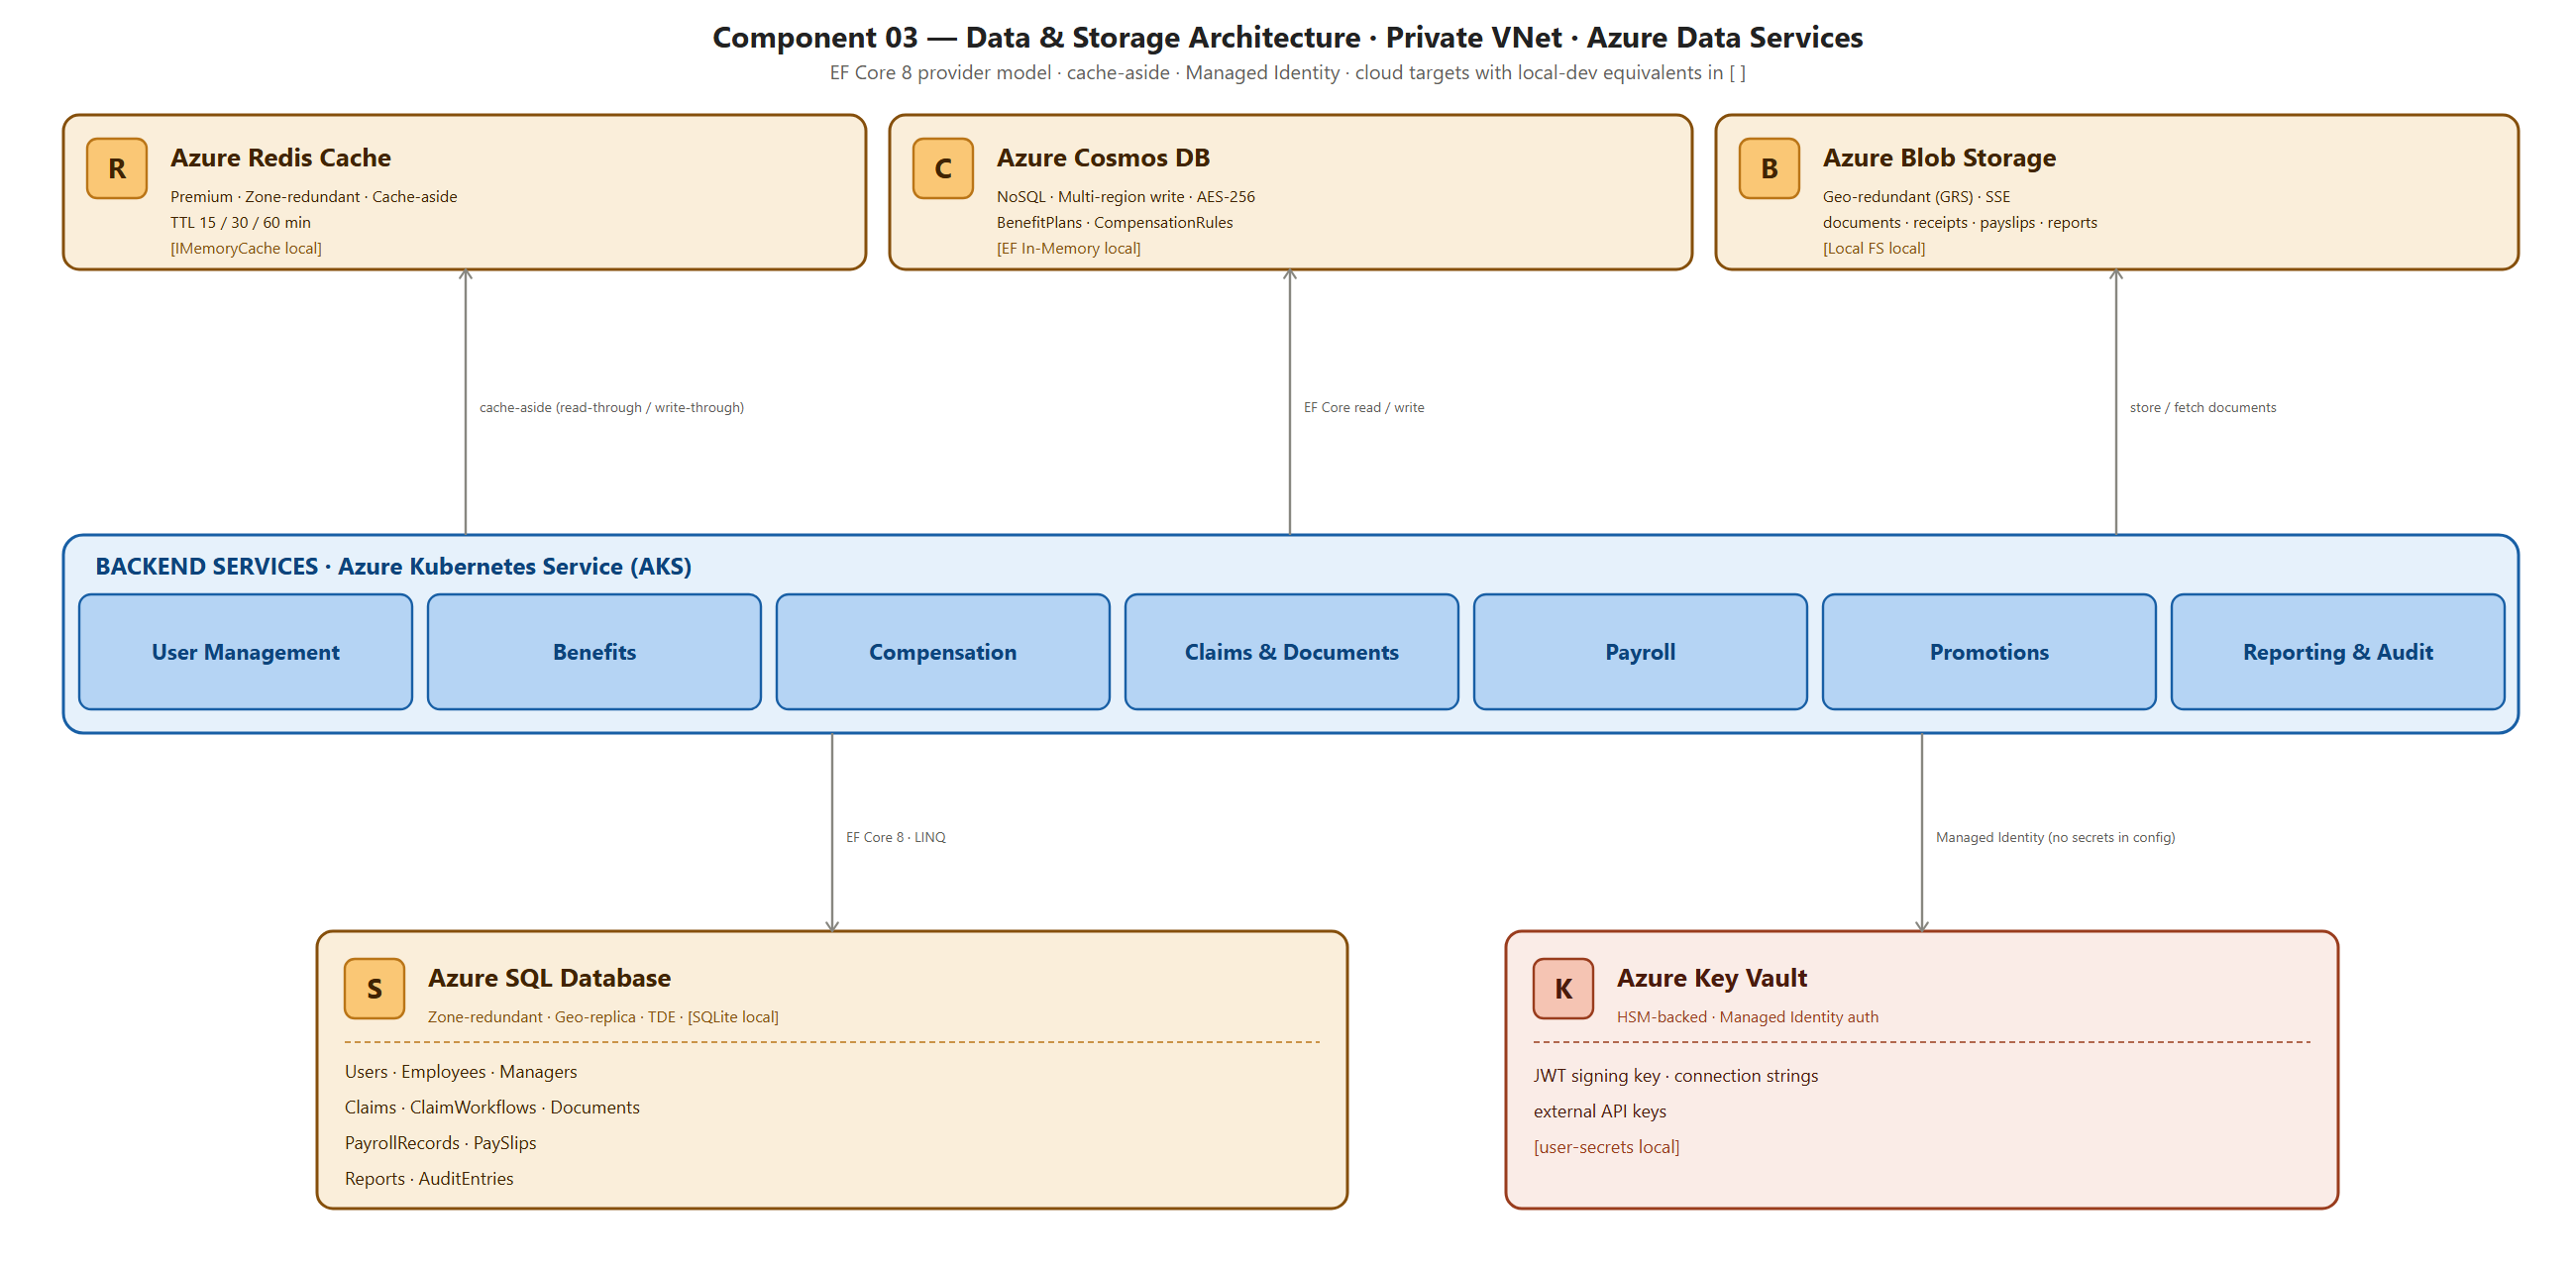 Component 03 — Data & Storage Architecture · Private VNet · Azure Data Services
EF Core 8 provider model · cache-aside · Managed Identity · cloud targets with local-dev equivalents in [ ]
R
Azure Redis Cache
Premium · Zone-redundant · Cache-aside
TTL 15 / 30 / 60 min
[IMemoryCache local]
C
Azure Cosmos DB
NoSQL · Multi-region write · AES-256
BenefitPlans · CompensationRules
[EF In-Memory local]
B
Azure Blob Storage
Geo-redundant (GRS) · SSE
documents · receipts · payslips · reports
[Local FS local]
cache-aside (read-through / write-through)
EF Core read / write
store / fetch documents
BACKEND SERVICES · Azure Kubernetes Service (AKS)
User Management
Benefits
Compensation
Claims & Documents
Payroll
Promotions
Reporting & Audit
EF Core 8 · LINQ
Managed Identity (no secrets in config)
S
Azure SQL Database
Zone-redundant · Geo-replica · TDE · [SQLite local]
Users · Employees · Managers
Claims · ClaimWorkflows · Documents
PayrollRecords · PaySlips
Reports · AuditEntries
K
Azure Key Vault
HSM-backed · Managed Identity auth
JWT signing key · connection strings
external API keys
[user-secrets local]